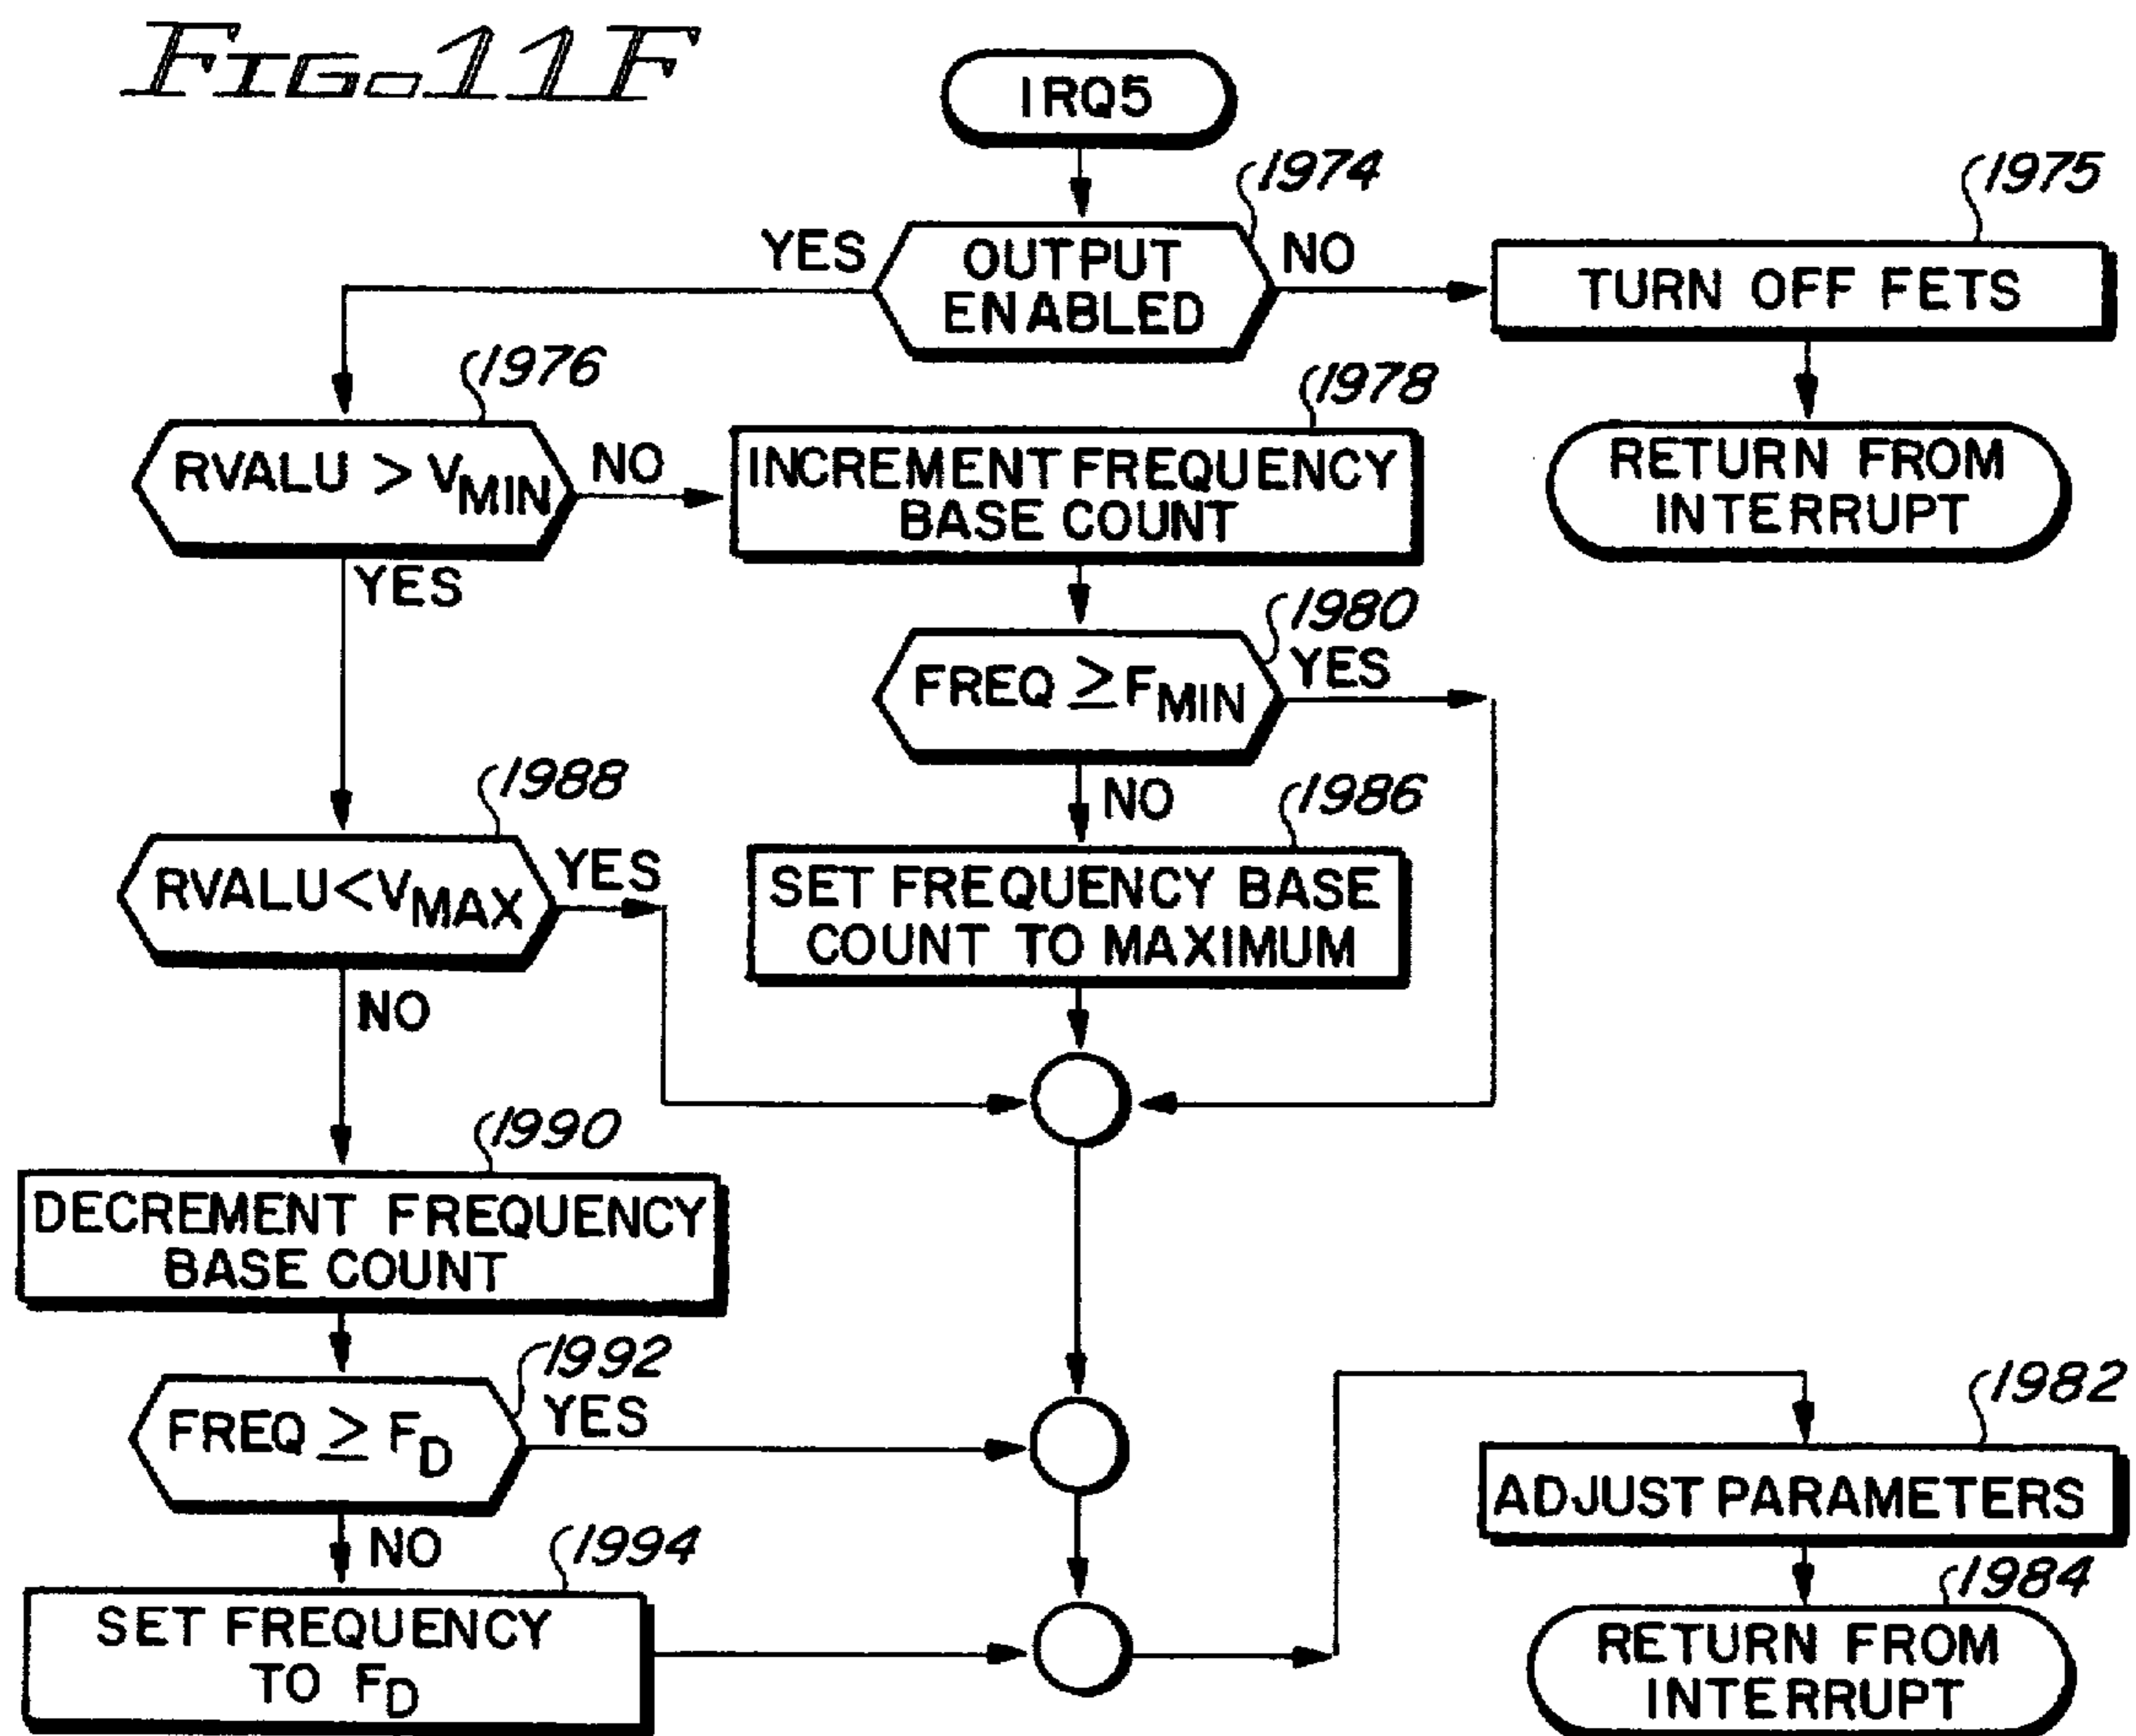 FIG. 11F
IRQ5
1974
1975
YES
OUTPUT
ENABLED
NO
TURN OFF FETS
1976
1978
RETURN FROM
INTERRUPT
RVALU > VMIN
NO
INCREMENT FREQUENCY
BASE COUNT
YES
1980
FREQ ≥ FMIN
YES
1988
NO
1986
RVALU<VMAX
YES
SET FREQUENCY BASE
COUNT TO MAXIMUM
NO
1990
DECREMENT FREQUENCY
BASE COUNT
1992
FREQ ≥ FD
YES
1982
ADJUST PARAMETERS
NO
1994
1984
SET FREQUENCY
TO FD
RETURN FROM
INTERRUPT